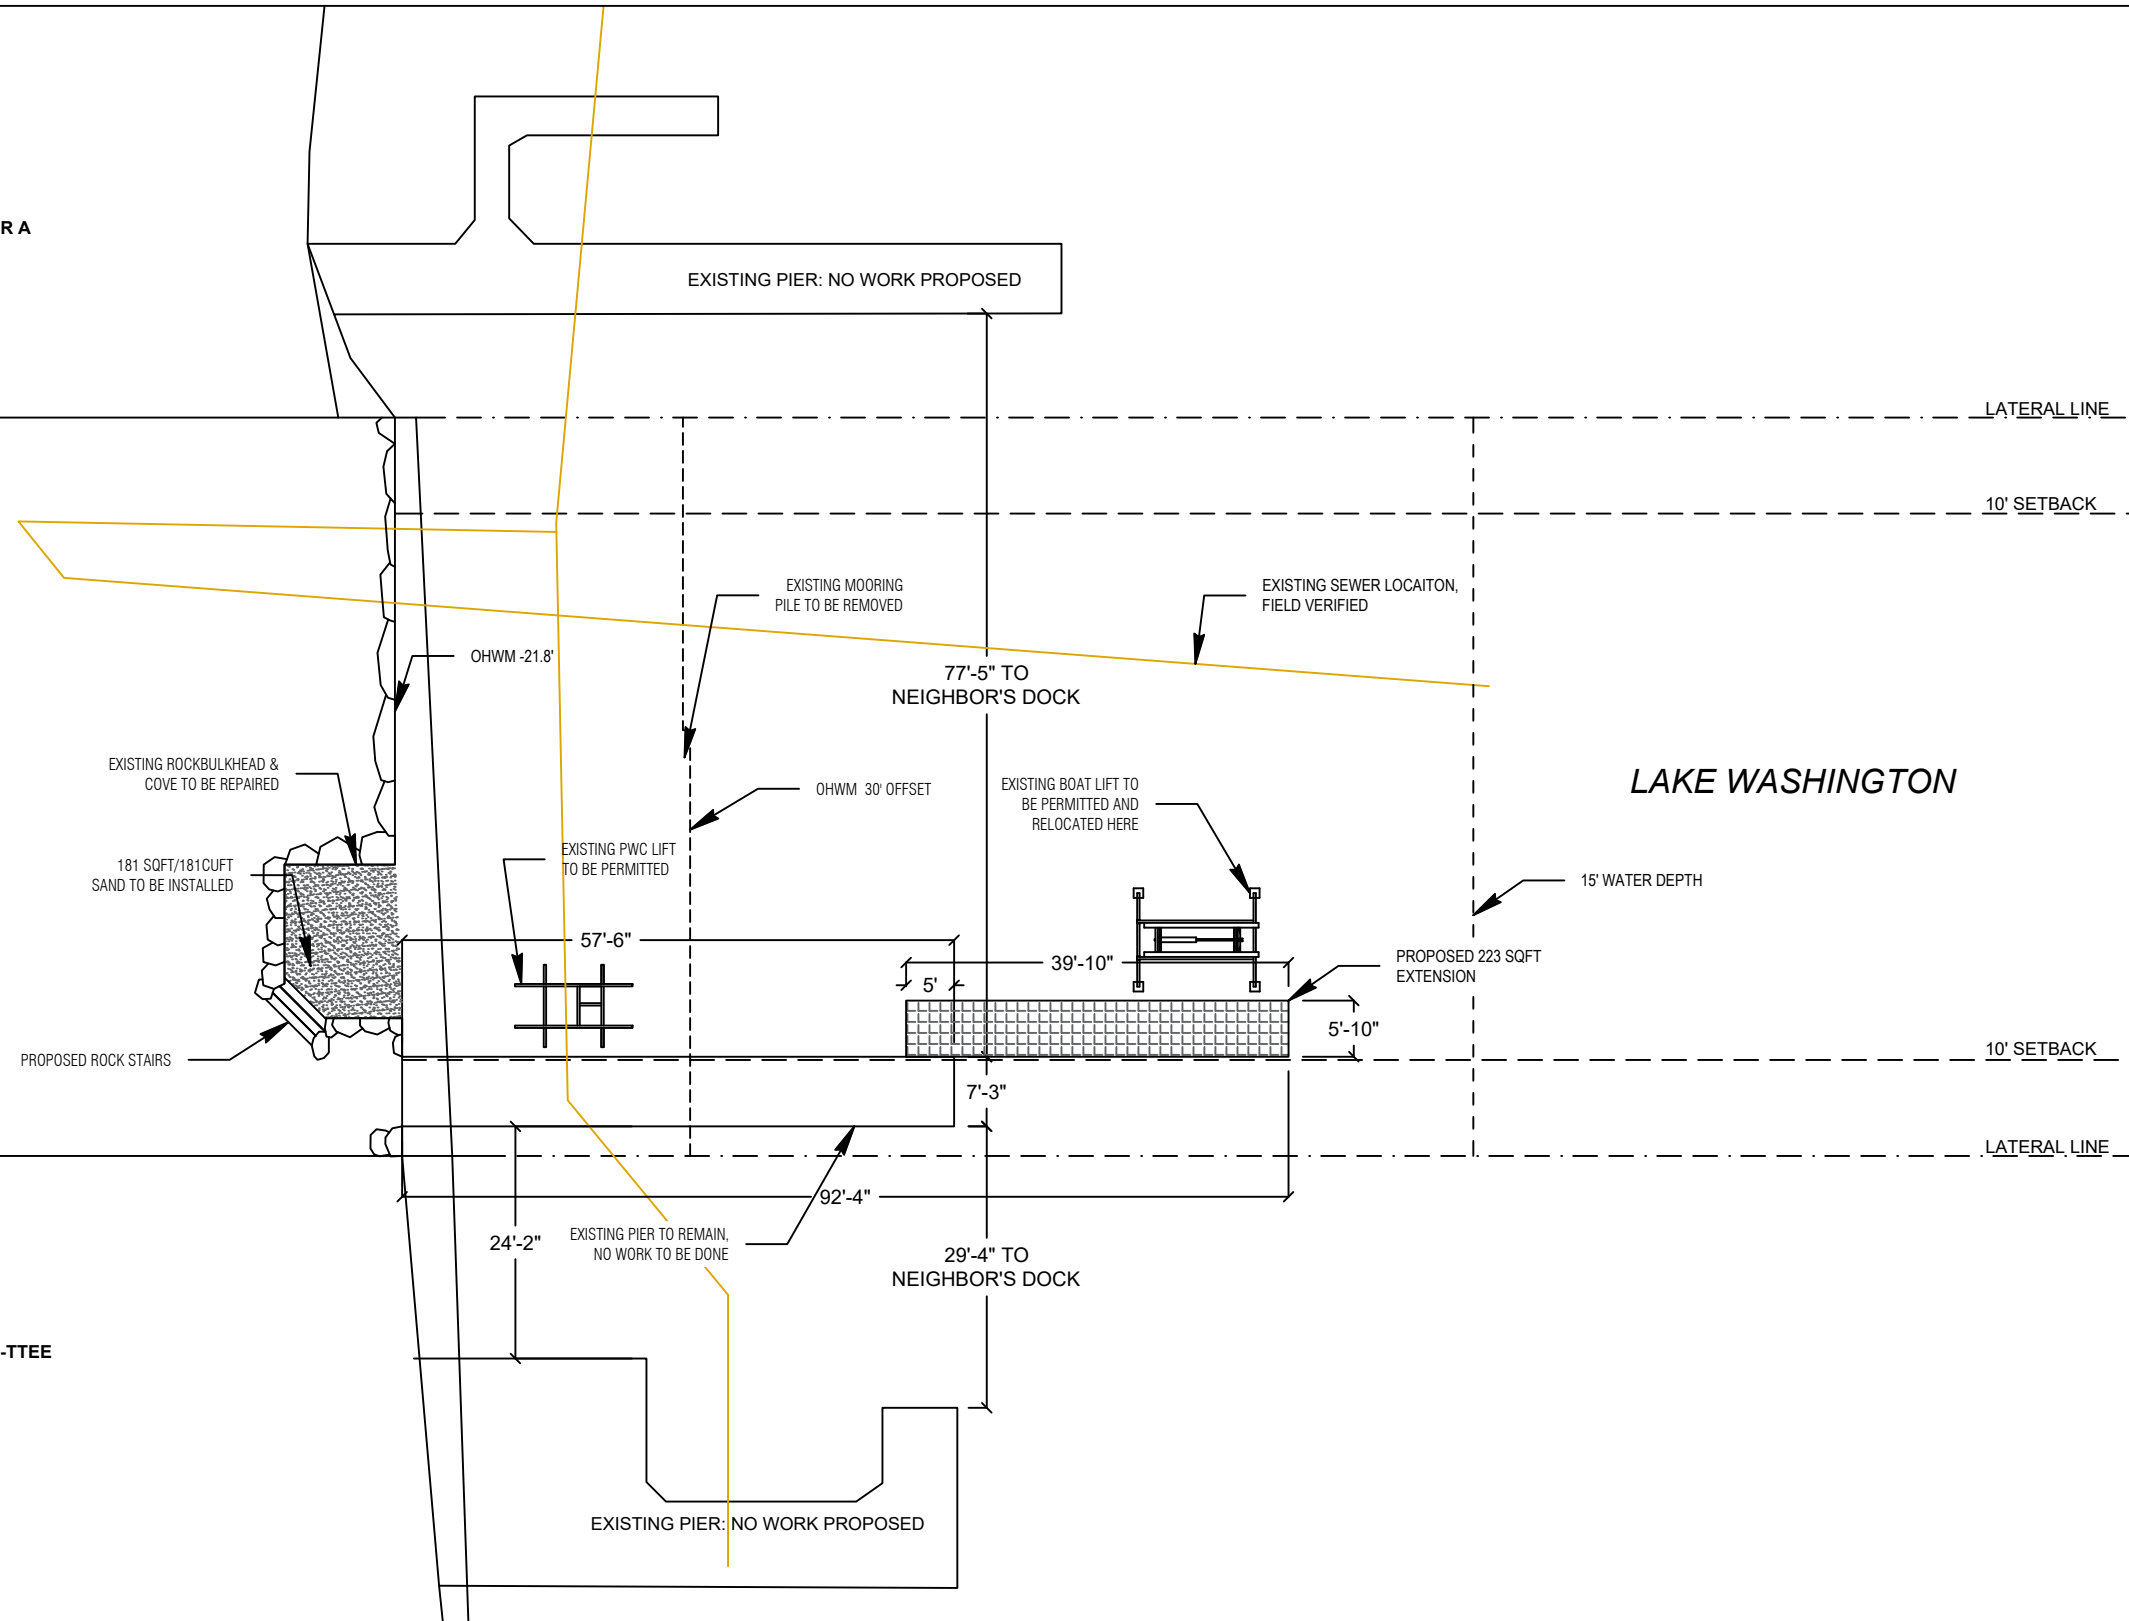 R A
EXISTING PIER: NO WORK PROPOSED
LATERAL LINE
10' SETBACK
EXISTING MOORING
PILE TO BE REMOVED
EXISTING SEWER LOCAITON,
FIELD VERIFIED
OHWM -21.8'
77'-5" TO
NEIGHBOR'S DOCK
EXISTING ROCKBULKHEAD &
COVE TO BE REPAIRED
OHWM 30' OFFSET
EXISTING BOAT LIFT TO
BE PERMITTED AND
RELOCATED HERE
LAKE WASHINGTON
181 SQFT/181CUFT
SAND TO BE INSTALLED
EXISTING PWC LIFT
TO BE PERMITTED
15' WATER DEPTH
57'-6"
39'-10"
PROPOSED 223 SQFT
EXTENSION
5'
5'-10"
PROPOSED ROCK STAIRS
10' SETBACK
7'-3"
LATERAL LINE
92'-4"
24'-2"
EXISTING PIER TO REMAIN,
NO WORK TO BE DONE
29'-4" TO
NEIGHBOR'S DOCK
-TTEE
EXISTING PIER: NO WORK PROPOSED